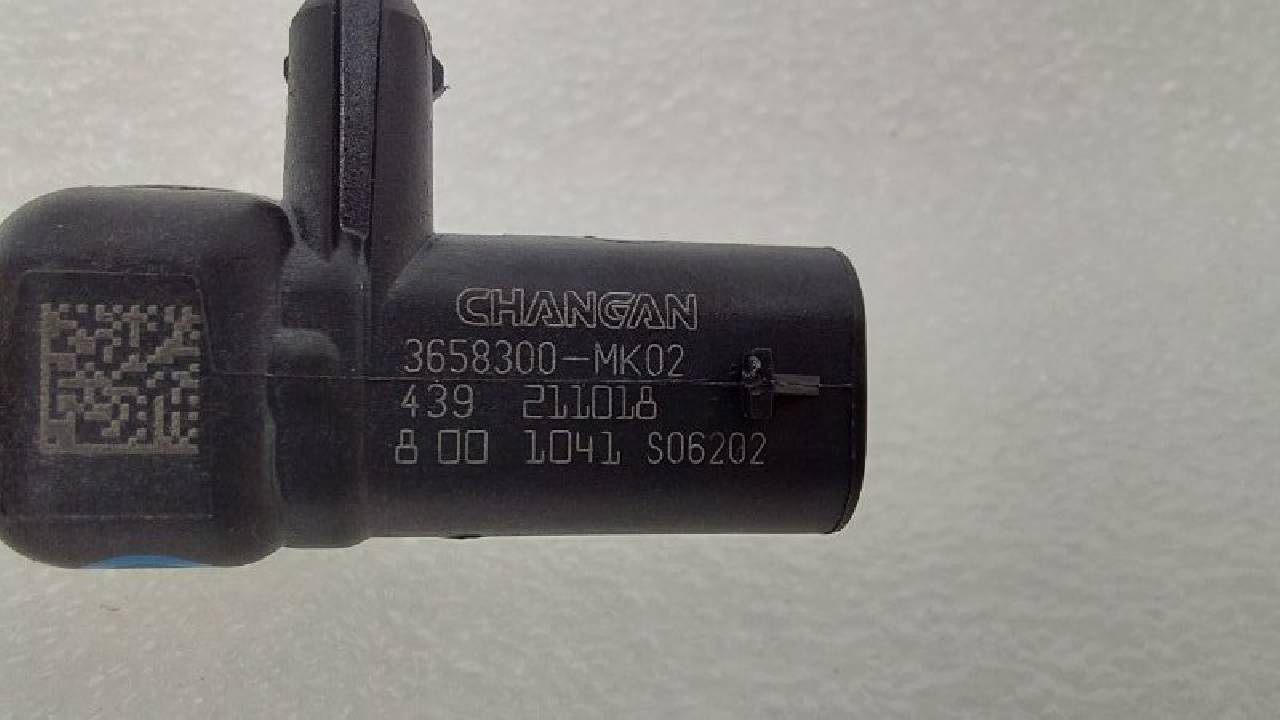 CHANGAN
3658300-MK02
439 211018
8 00 1041 S06202